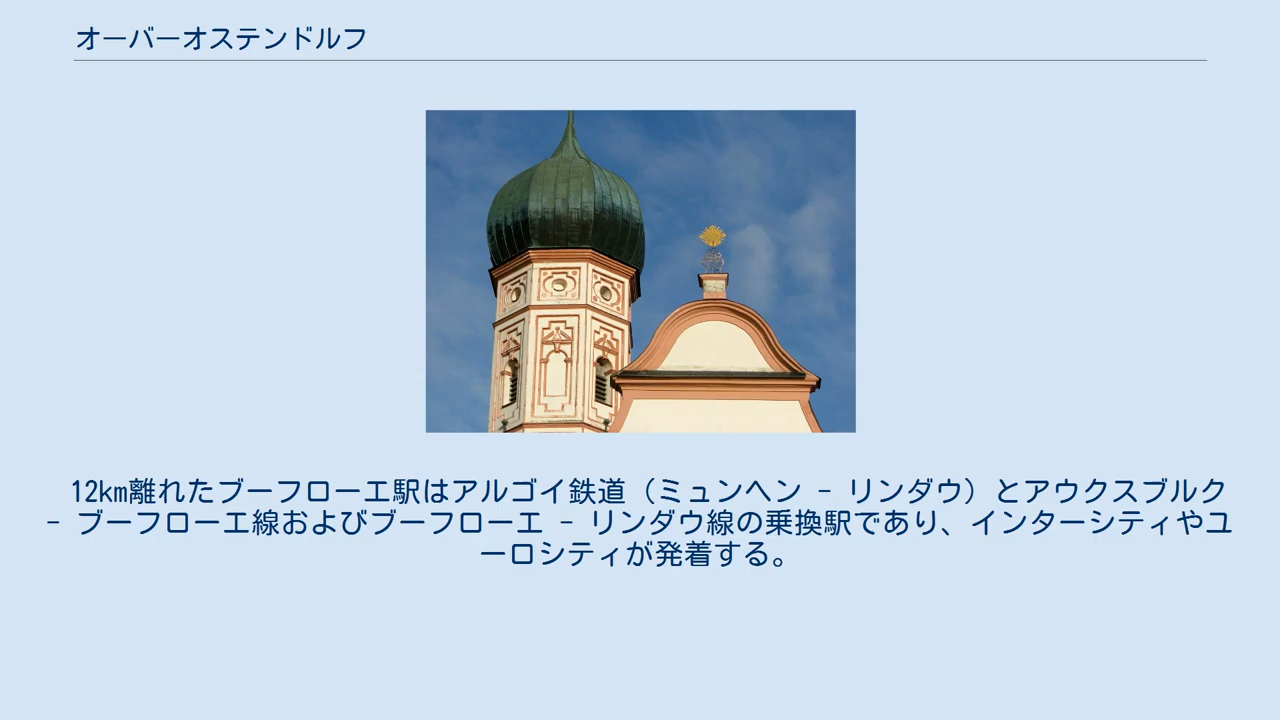 オーバーオステンドルフ
12km離れたブーフローエ駅はアルゴイ鉄道（ミュンヘン - リンダウ）とアウクスブルク
- ブーフローエ線およびブーフローエ - リンダウ線の乗換駅であり、インターシティやユ
ーロシティが発着する。